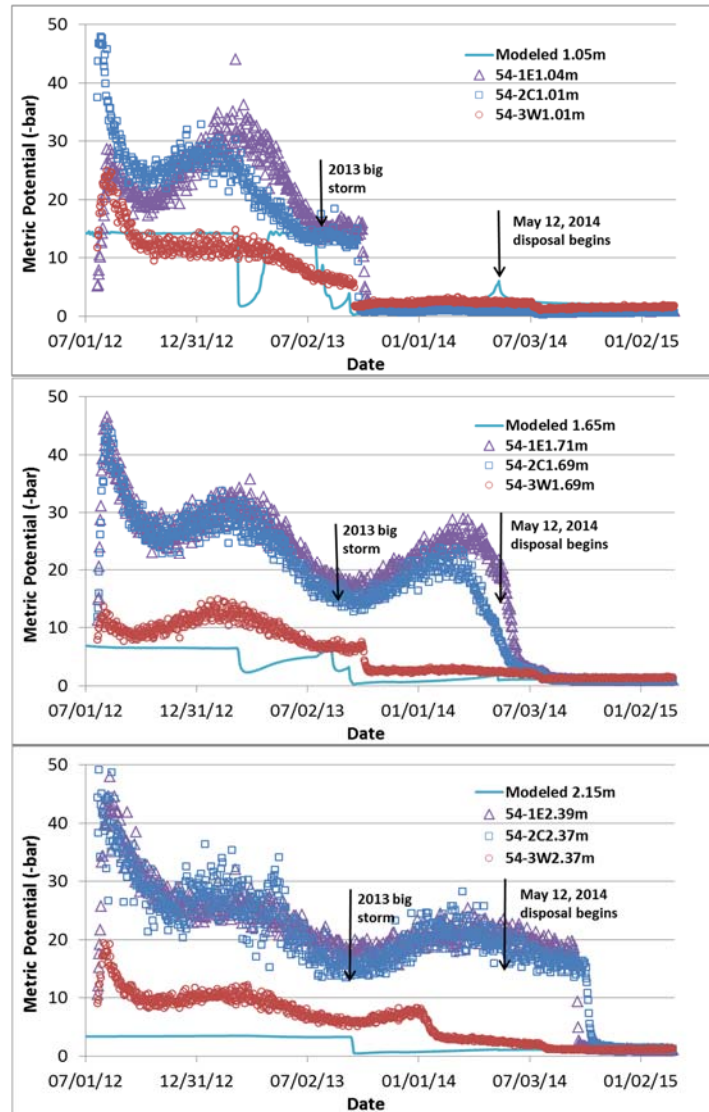 50
40
30
20
10
0
Metric Potential (-bar)
Modeled 1.05m
54-1E1.04m
54-2C1.01m
54-3W1.01m
2013 big
storm
May 12, 2014
disposal begins
07/01/12 12/31/12 07/02/13 01/01/14 07/03/14 01/02/15
Date
50
40
30
20
10
0
Metric Potential (-bar)
Modeled 1.65m
54-1E1.71m
54-2C1.69m
54-3W1.69m
2013 big
storm
May 12, 2014
disposal begins
07/01/12 12/31/12 07/02/13 01/01/14 07/03/14 01/02/15
Date
50
40
30
20
10
0
Metric Potential (-bar)
Modeled 2.15m
54-1E2.39m
54-2C2.37m
54-3W2.37m
2013 big
storm
May 12, 2014
disposal begins
07/01/12 12/31/12 07/02/13 01/01/14 07/03/14 01/02/15
Date